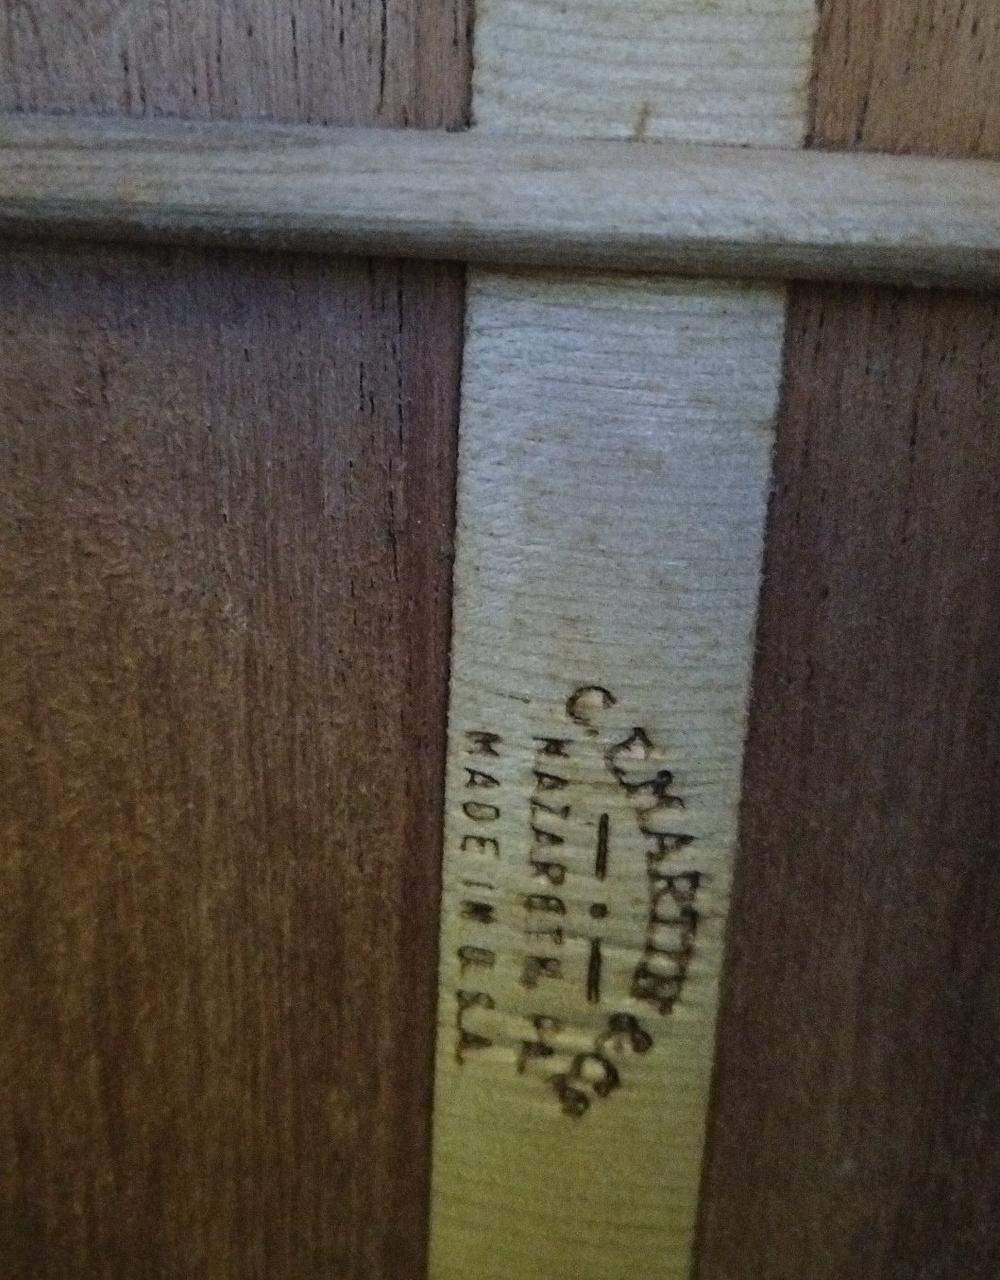 C. F. MARTIN & Co
NAZARETH, PA.
MADE IN U.S.A.